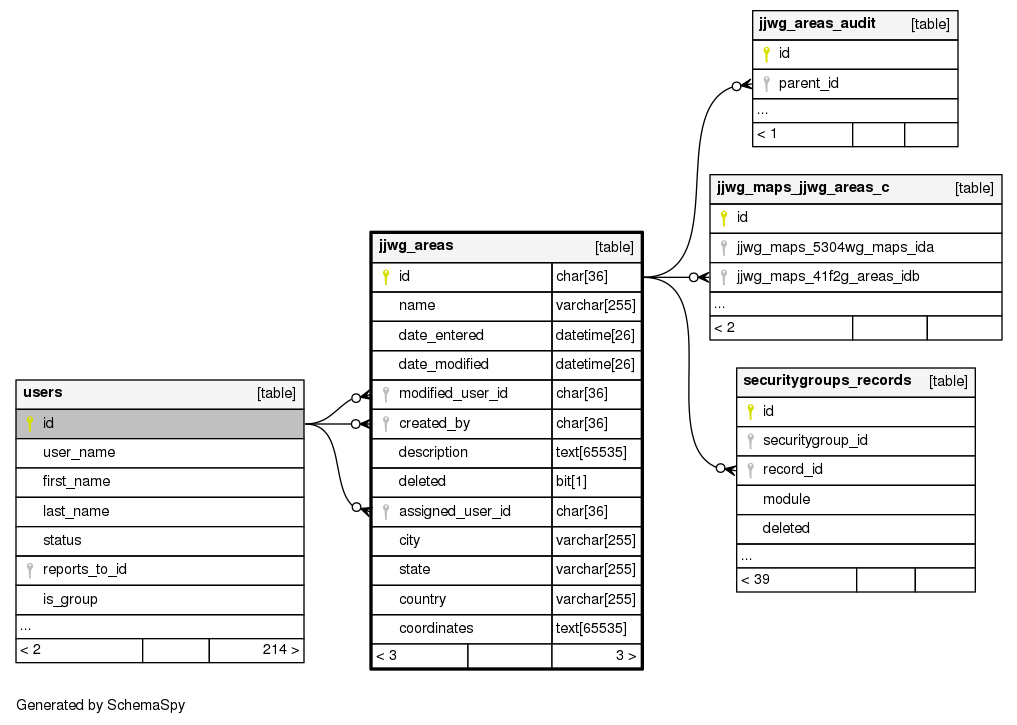 jjwg_areas_audit [table]
id
parent_id
...
< 1
jjwg_maps_jjwg_areas_c [table]
id
jjwg_maps_5304wg_maps_ida
jjwg_maps_41f2g_areas_idb
...
< 2
jjwg_areas [table]
id char[36]
name varchar[255]
date_entered datetime[26]
date_modified datetime[26]
modified_user_id char[36]
created_by char[36]
description text[65535]
deleted bit[1]
assigned_user_id char[36]
city varchar[255]
state varchar[255]
country varchar[255]
coordinates text[65535]
< 3 3 >
securitygroups_records [table]
id
securitygroup_id
record_id
module
deleted
...
< 39
users [table]
id
user_name
first_name
last_name
status
reports_to_id
is_group
...
< 2 214 >
Generated by SchemaSpy